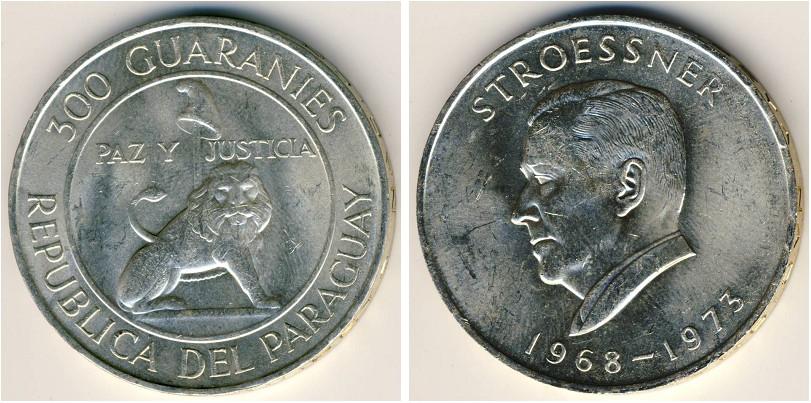 300 GUARANIES
PAZ Y JUSTICIA
REPUBLICA DEL PARAGUAY
STROESSNER
1968-1973